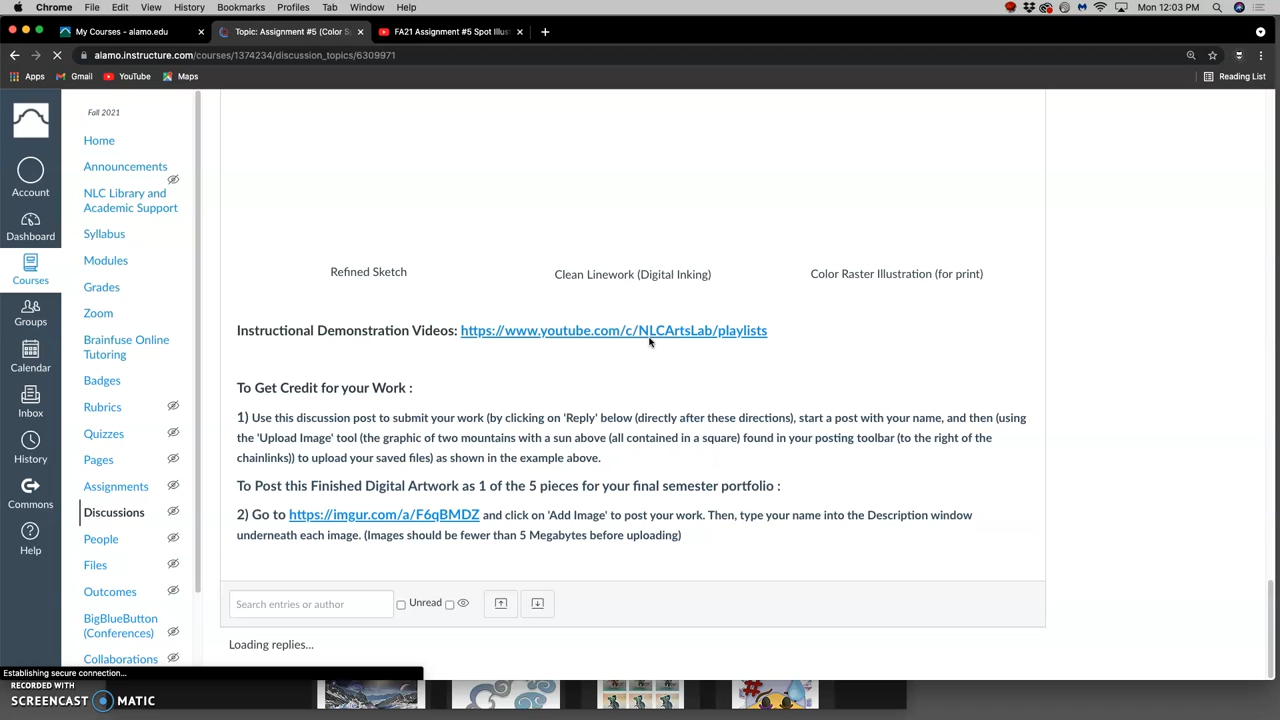 Chrome File Edit View History Bookmarks Profiles Tab Window Help Mon 12:03 PM
My Courses - alamo.edu Topic: Assignment #5 (Color S FA21 Assignment #5 Spot Illus
alamo.instructure.com/courses/1374234/discussion_topics/6309971
Apps Gmail YouTube Maps Reading List
Account
Dashboard
Courses
Groups
Calendar
Inbox
History
Commons
Help
Fall 2021
Home
Announcements
NLC Library and
Academic Support
Syllabus
Modules
Grades
Zoom
Brainfuse Online
Tutoring
Badges
Rubrics
Quizzes
Pages
Assignments
Discussions
People
Files
Outcomes
BigBlueButton
(Conferences)
Collaborations
Refined Sketch Clean Linework (Digital Inking) Color Raster Illustration (for print)
Instructional Demonstration Videos: https://www.youtube.com/c/NLCArtsLab/playlists
To Get Credit for your Work :
1) Use this discussion post to submit your work (by clicking on 'Reply' below (directly after these directions), start a post with your name, and then (using
the 'Upload Image' tool (the graphic of two mountains with a sun above (all contained in a square) found in your posting toolbar (to the right of the
chainlinks)) to upload your saved files) as shown in the example above.
To Post this Finished Digital Artwork as 1 of the 5 pieces for your final semester portfolio :
2) Go to https://imgur.com/a/F6qBMDZ and click on 'Add Image' to post your work. Then, type your name into the Description window
underneath each image. (Images should be fewer than 5 Megabytes before uploading)
Search entries or author Unread
Loading replies...
Establishing secure connection...
RECORDED WITH
SCREENCAST MATIC